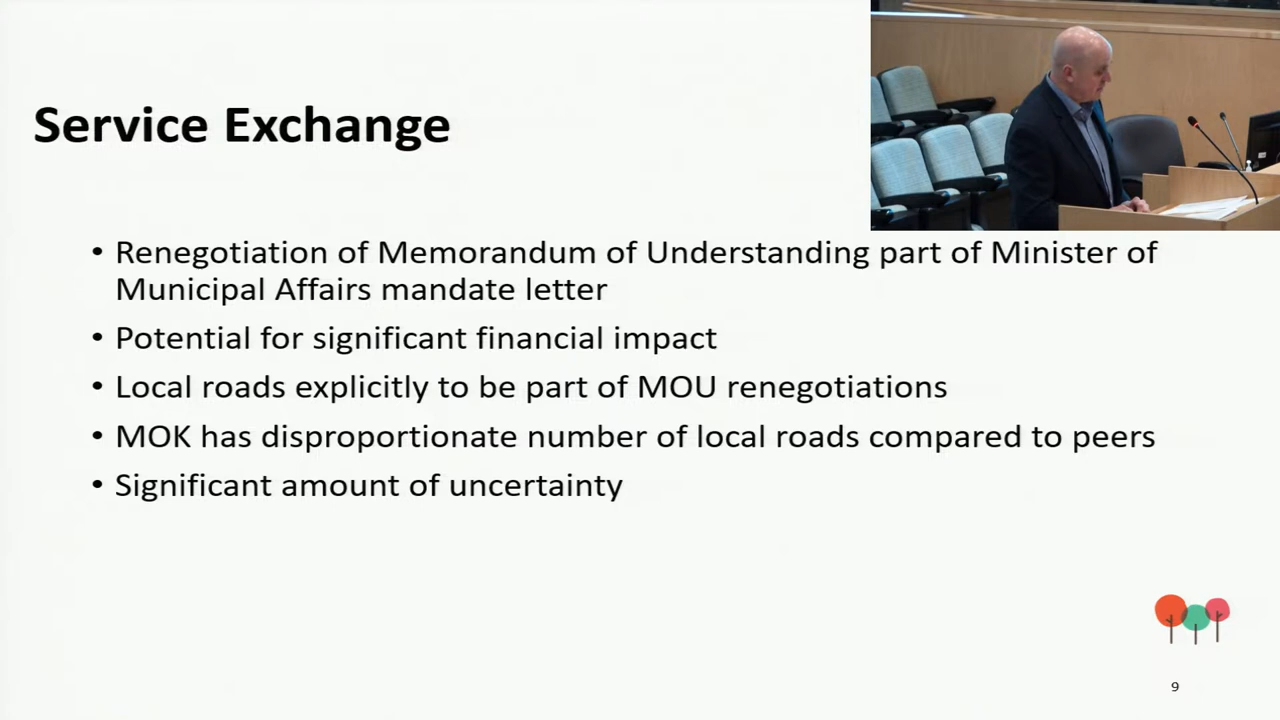 Service Exchange
• Renegotiation of Memorandum of Understanding part of Minister of
Municipal Affairs mandate letter
• Potential for significant financial impact
• Local roads explicitly to be part of MOU renegotiations
• MOK has disproportionate number of local roads compared to peers
• Significant amount of uncertainty
9